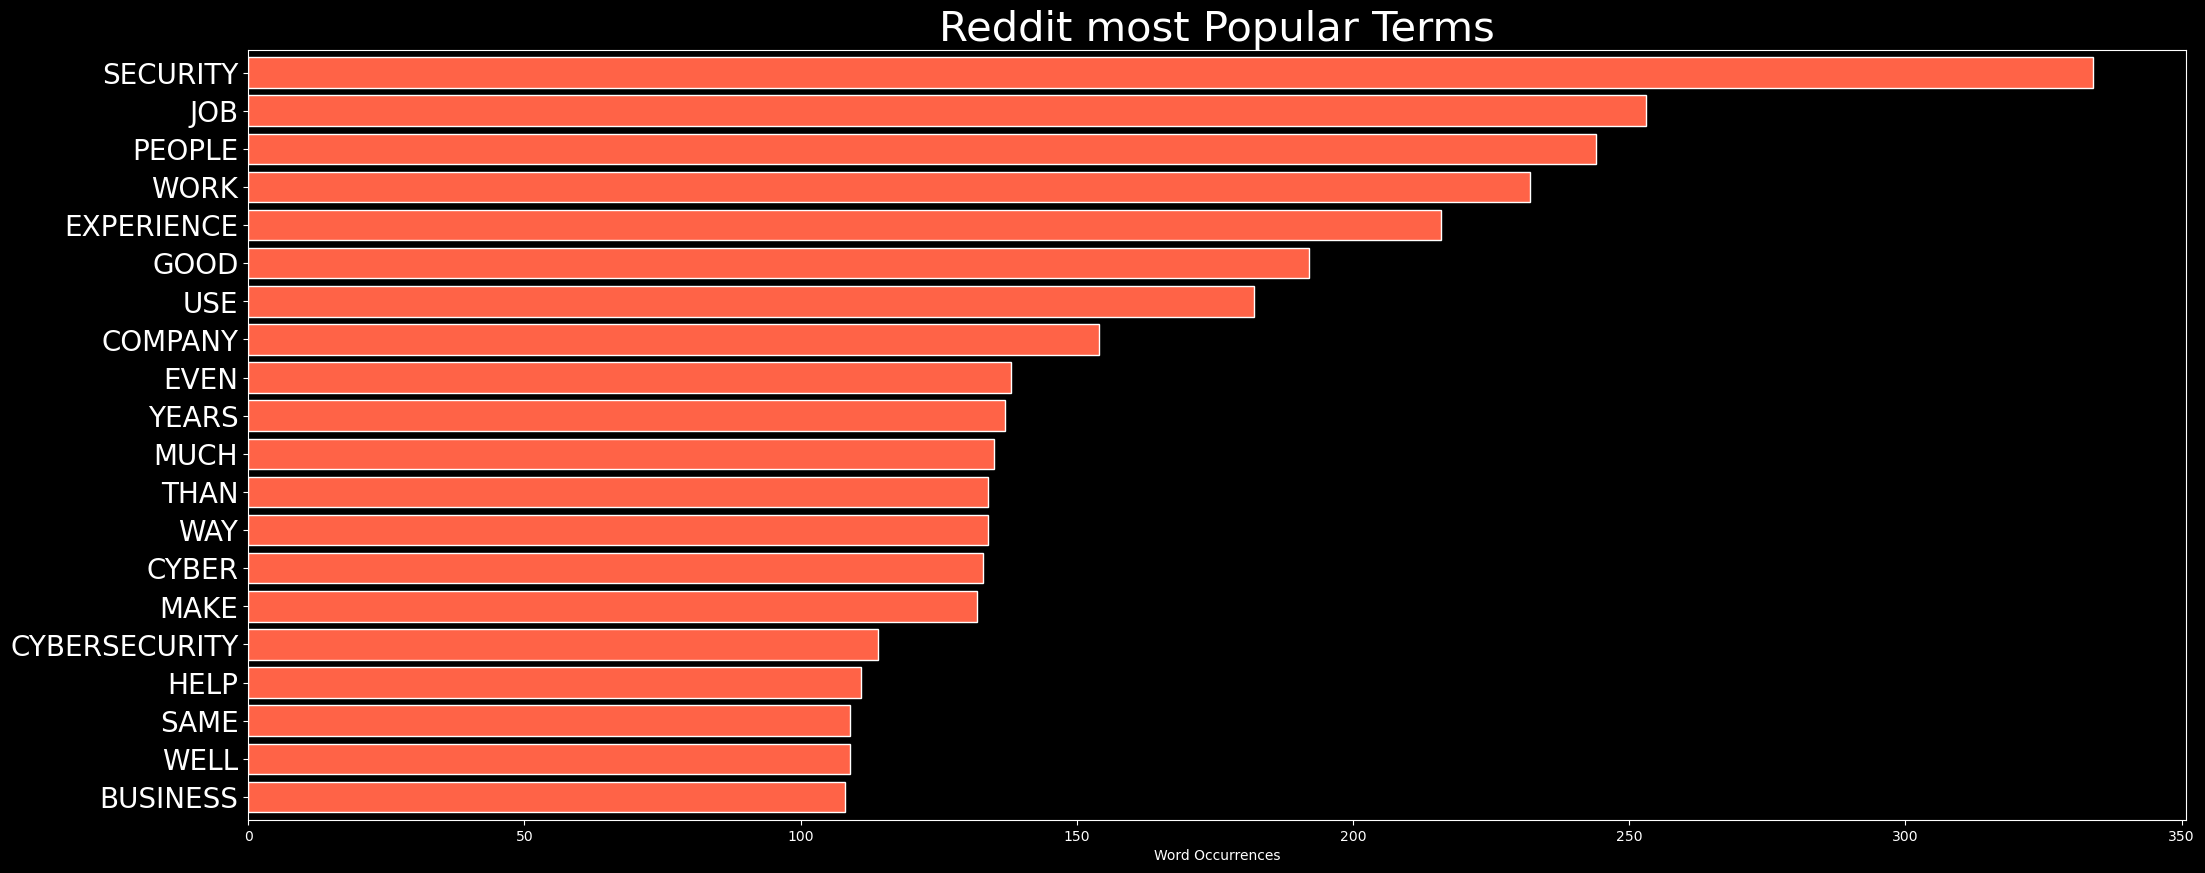 Reddit most Popular Terms
SECURITY
JOB
PEOPLE
WORK
EXPERIENCE
GOOD
USE
COMPANY
EVEN
YEARS
MUCH
THAN
WAY
CYBER
MAKE
CYBERSECURITY
HELP
SAME
WELL
BUSINESS
0 50 100 150 200 250 300 350
Word Occurrences